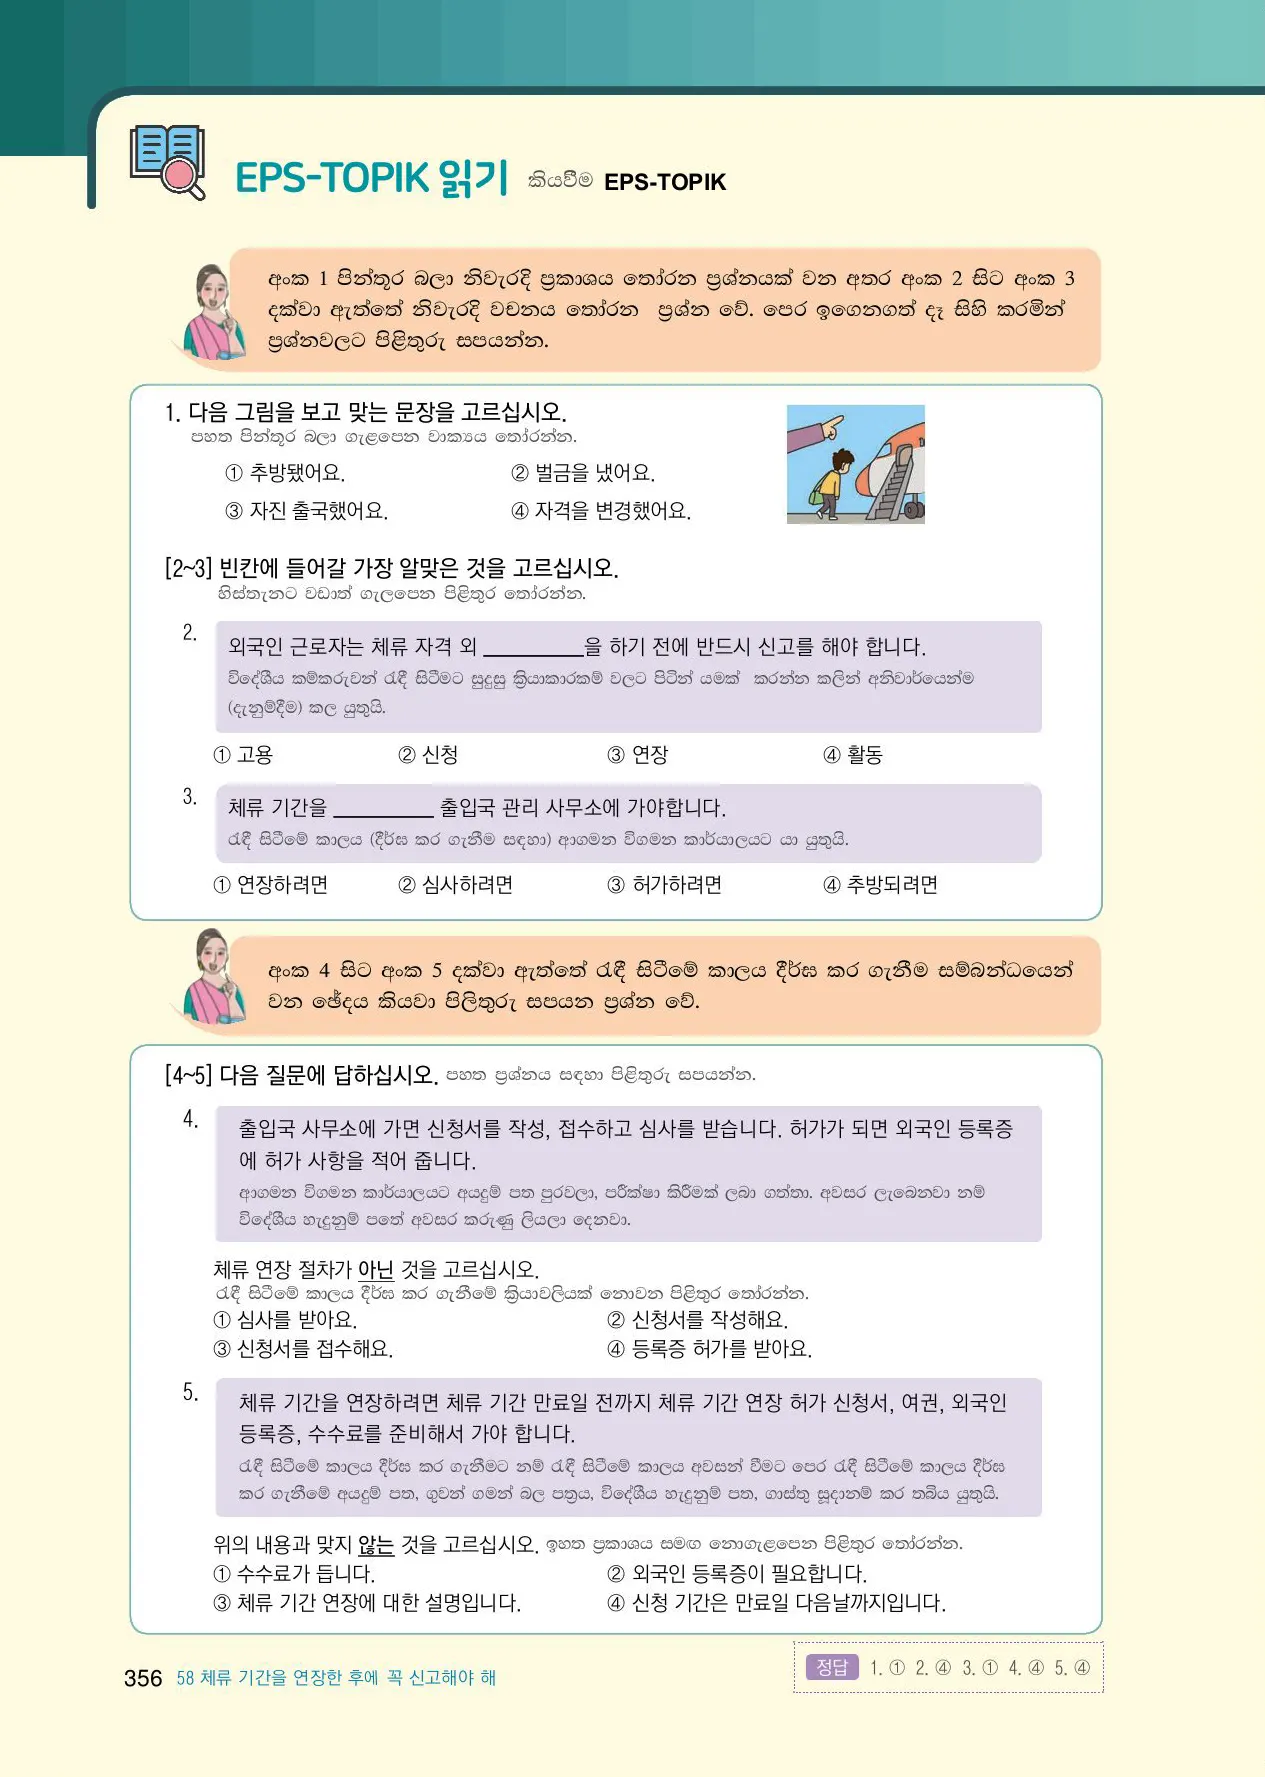 EPS-TOPIK 읽기 කියවීම EPS-TOPIK
අංක 1 පින්තූර බලා නිවැරදි ප්‍රකාශය තෝරන ප්‍රශ්නයක් වන අතර අංක 2 සිට අංක 3
දක්වා ඇත්තේ නිවැරදි වචනය තෝරන ප්‍රශ්න වේ. පෙර ඉගෙනගත් දෑ සිහි කරමින්
ප්‍රශ්නවලට පිළිතුරු සපයන්න.
1. 다음 그림을 보고 맞는 문장을 고르십시오.
පහත පින්තූර බලා ගැළපෙන වාක්‍යය තෝරන්න.
① 추방됐어요. ② 벌금을 냈어요.
③ 자진 출국했어요. ④ 자격을 변경했어요.
[2~3] 빈칸에 들어갈 가장 알맞은 것을 고르십시오.
හිස්තැනට වඩාත් ගැලපෙන පිළිතුර තෝරන්න.
2. 외국인 근로자는 체류 자격 외 __________을 하기 전에 반드시 신고를 해야 합니다.
විදේශීය කම්කරුවන් රැඳී සිටීමට සුදුසු ක්‍රියාකාරකම් වලට පිටින් යමක් කරන්න කලින් අනිවාර්යෙන්ම
(දැනුම්දීම) කල යුතුයි.
① 고용 ② 신청 ③ 연장 ④ 활동
3. 체류 기간을 __________ 출입국 관리 사무소에 가야합니다.
රැඳී සිටීමේ කාලය (දීර්ඝ කර ගැනීම සඳහා) ආගමන විගමන කාර්යාලයට යා යුතුයි.
① 연장하려면 ② 심사하려면 ③ 허가하려면 ④ 추방되려면
අංක 4 සිට අංක 5 දක්වා ඇත්තේ රැඳී සිටීමේ කාලය දීර්ඝ කර ගැනීම සම්බන්ධයෙන්
වන ඡේදය කියවා පිලිතුරු සපයන ප්‍රශ්න වේ.
[4~5] 다음 질문에 답하십시오. පහත ප්‍රශ්නය සඳහා පිළිතුරු සපයන්න.
4. 출입국 사무소에 가면 신청서를 작성, 접수하고 심사를 받습니다. 허가가 되면 외국인 등록증
에 허가 사항을 적어 줍니다.
ආගමන විගමන කාර්යාලයට අයදුම් පත පුරවලා, පරීක්ෂා කිරීමක් ලබා ගත්තා. අවසර ලැබෙනවා නම්
විදේශීය හැදුනුම් පතේ අවසර කරුණු ලියලා දෙනවා.
체류 연장 절차가 아닌 것을 고르십시오.
රැඳී සිටීමේ කාලය දීර්ඝ කර ගැනීමේ ක්‍රියාවලියක් නොවන පිළිතුර තෝරන්න.
① 심사를 받아요. ② 신청서를 작성해요.
③ 신청서를 접수해요. ④ 등록증 허가를 받아요.
5. 체류 기간을 연장하려면 체류 기간 만료일 전까지 체류 기간 연장 허가 신청서, 여권, 외국인
등록증, 수수료를 준비해서 가야 합니다.
රැඳී සිටීමේ කාලය දීර්ඝ කර ගැනීමට නම් රැඳී සිටීමේ කාලය අවසන් වීමට පෙර රැඳී සිටීමේ කාලය දීර්ඝ
කර ගැනීමේ අයදුම් පත, ගුවන් ගමන් බල පත්‍රය, විදේශීය හැදුනුම් පත, ගාස්තු සූදානම් කර තබිය යුතුයි.
위의 내용과 맞지 않는 것을 고르십시오. ඉහත ප්‍රකාශය සමඟ නොගැළපෙන පිළිතුර තෝරන්න.
① 수수료가 듭니다. ② 외국인 등록증이 필요합니다.
③ 체류 기간 연장에 대한 설명입니다. ④ 신청 기간은 만료일 다음날까지입니다.
356 58 체류 기간을 연장한 후에 꼭 신고해야 해
정답 1. ① 2. ④ 3. ① 4. ④ 5. ④